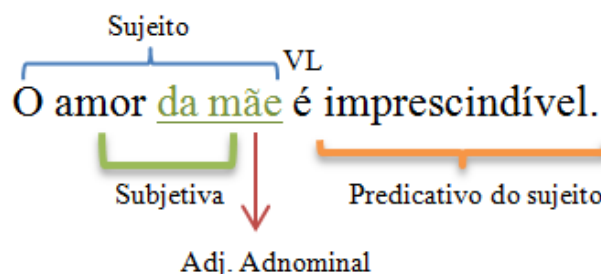 Sujeito
VL
O amor da mãe é imprescindível.
Subjetiva
Predicativo do sujeito
Adj. Adnominal